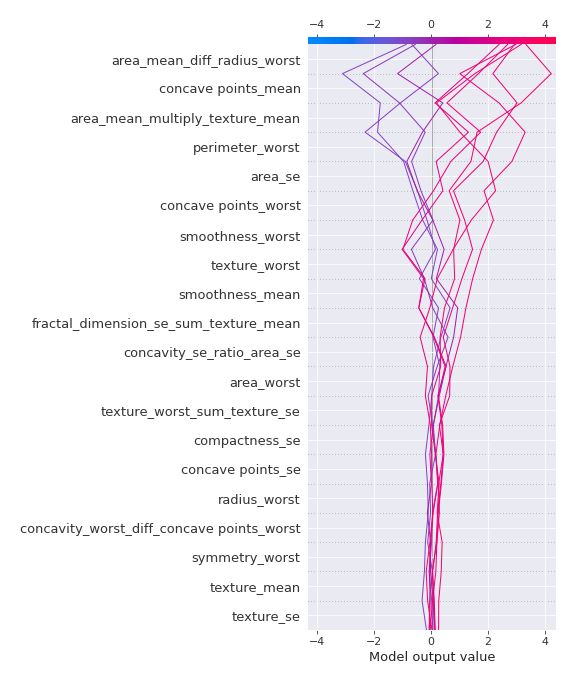 −4 −2 0 2 4
area_mean_diff_radius_worst
concave points_mean
area_mean_multiply_texture_mean
perimeter_worst
area_se
concave points_worst
smoothness_worst
texture_worst
smoothness_mean
fractal_dimension_se_sum_texture_mean
concavity_se_ratio_area_se
area_worst
texture_worst_sum_texture_se
compactness_se
concave points_se
radius_worst
concavity_worst_diff_concave points_worst
symmetry_worst
texture_mean
texture_se
−4 −2 0 2 4
Model output value